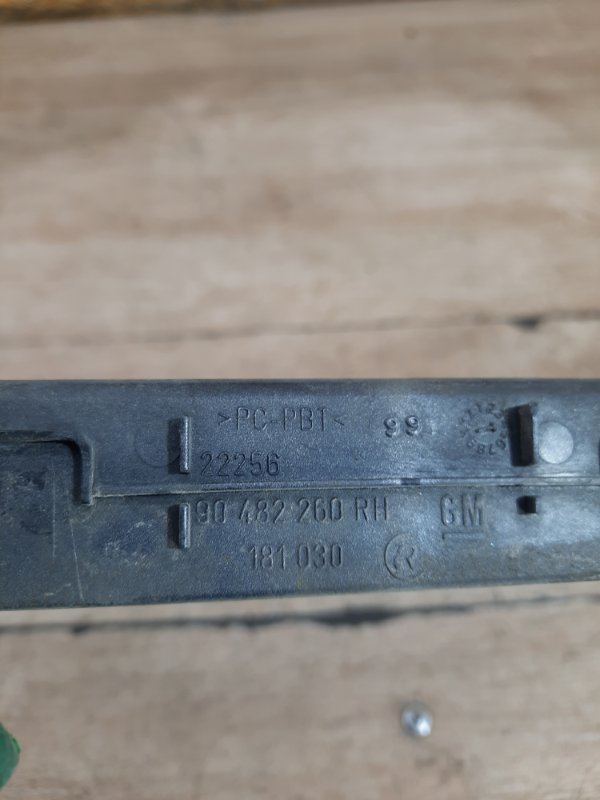 >PC-PBT<
99
22256
90 482 260 RH GM
181 030 R